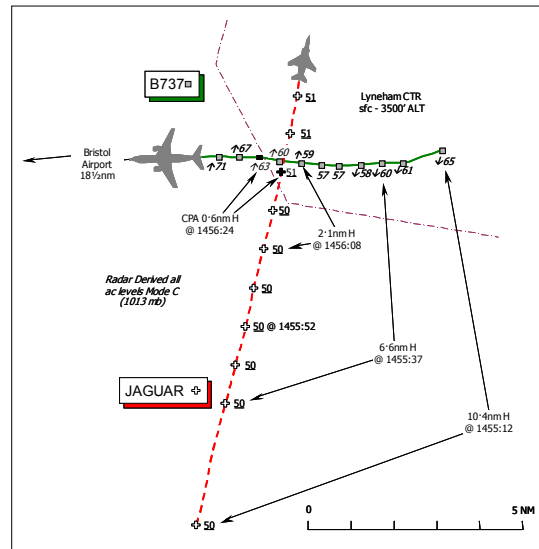 51
B737
Lyneham CTR
sfc - 3500' ALT
51
Bristol
Airport
18½nm
↑71
↑67
↑63
↑60
↑59
57
57
↓58
↓60
↓61
↓65
51
CPA 0·6nm H
@ 1456:24
50
2·1nm H
@ 1456:08
50
Radar Derived all
ac levels Mode C
(1013 mb)
50
50 @ 1455:52
6·6nm H
@ 1455:37
50
JAGUAR
50
10·4nm H
@ 1455:12
50
0
5 NM